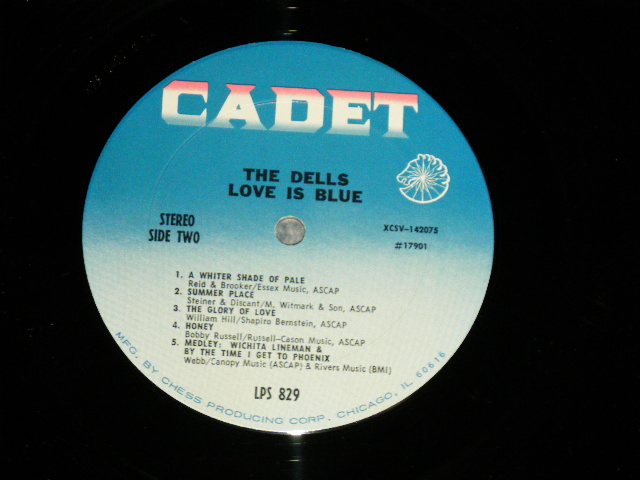 CADET
THE DELLS
LOVE IS BLUE
STEREO
SIDE TWO
XCSV-142075
#17901
1. A WHITER SHADE OF PALE
Reid & Brooker/Essex Music, ASCAP
2. SUMMER PLACE
Steiner & Discant/M. Witmark & Son, ASCAP
3. THE GLORY OF LOVE
William Hill/Shapiro Bernstein, ASCAP
4. HONEY
Bobby Russell/Russell-Cason Music, ASCAP
5. MEDLEY: WICHITA LINEMAN &
BY THE TIME I GET TO PHOENIX
Webb/Canopy Music (ASCAP) & Rivers Music (BMI)
LPS 829
MFG. BY CHESS PRODUCING CORP. CHICAGO, IL 60616